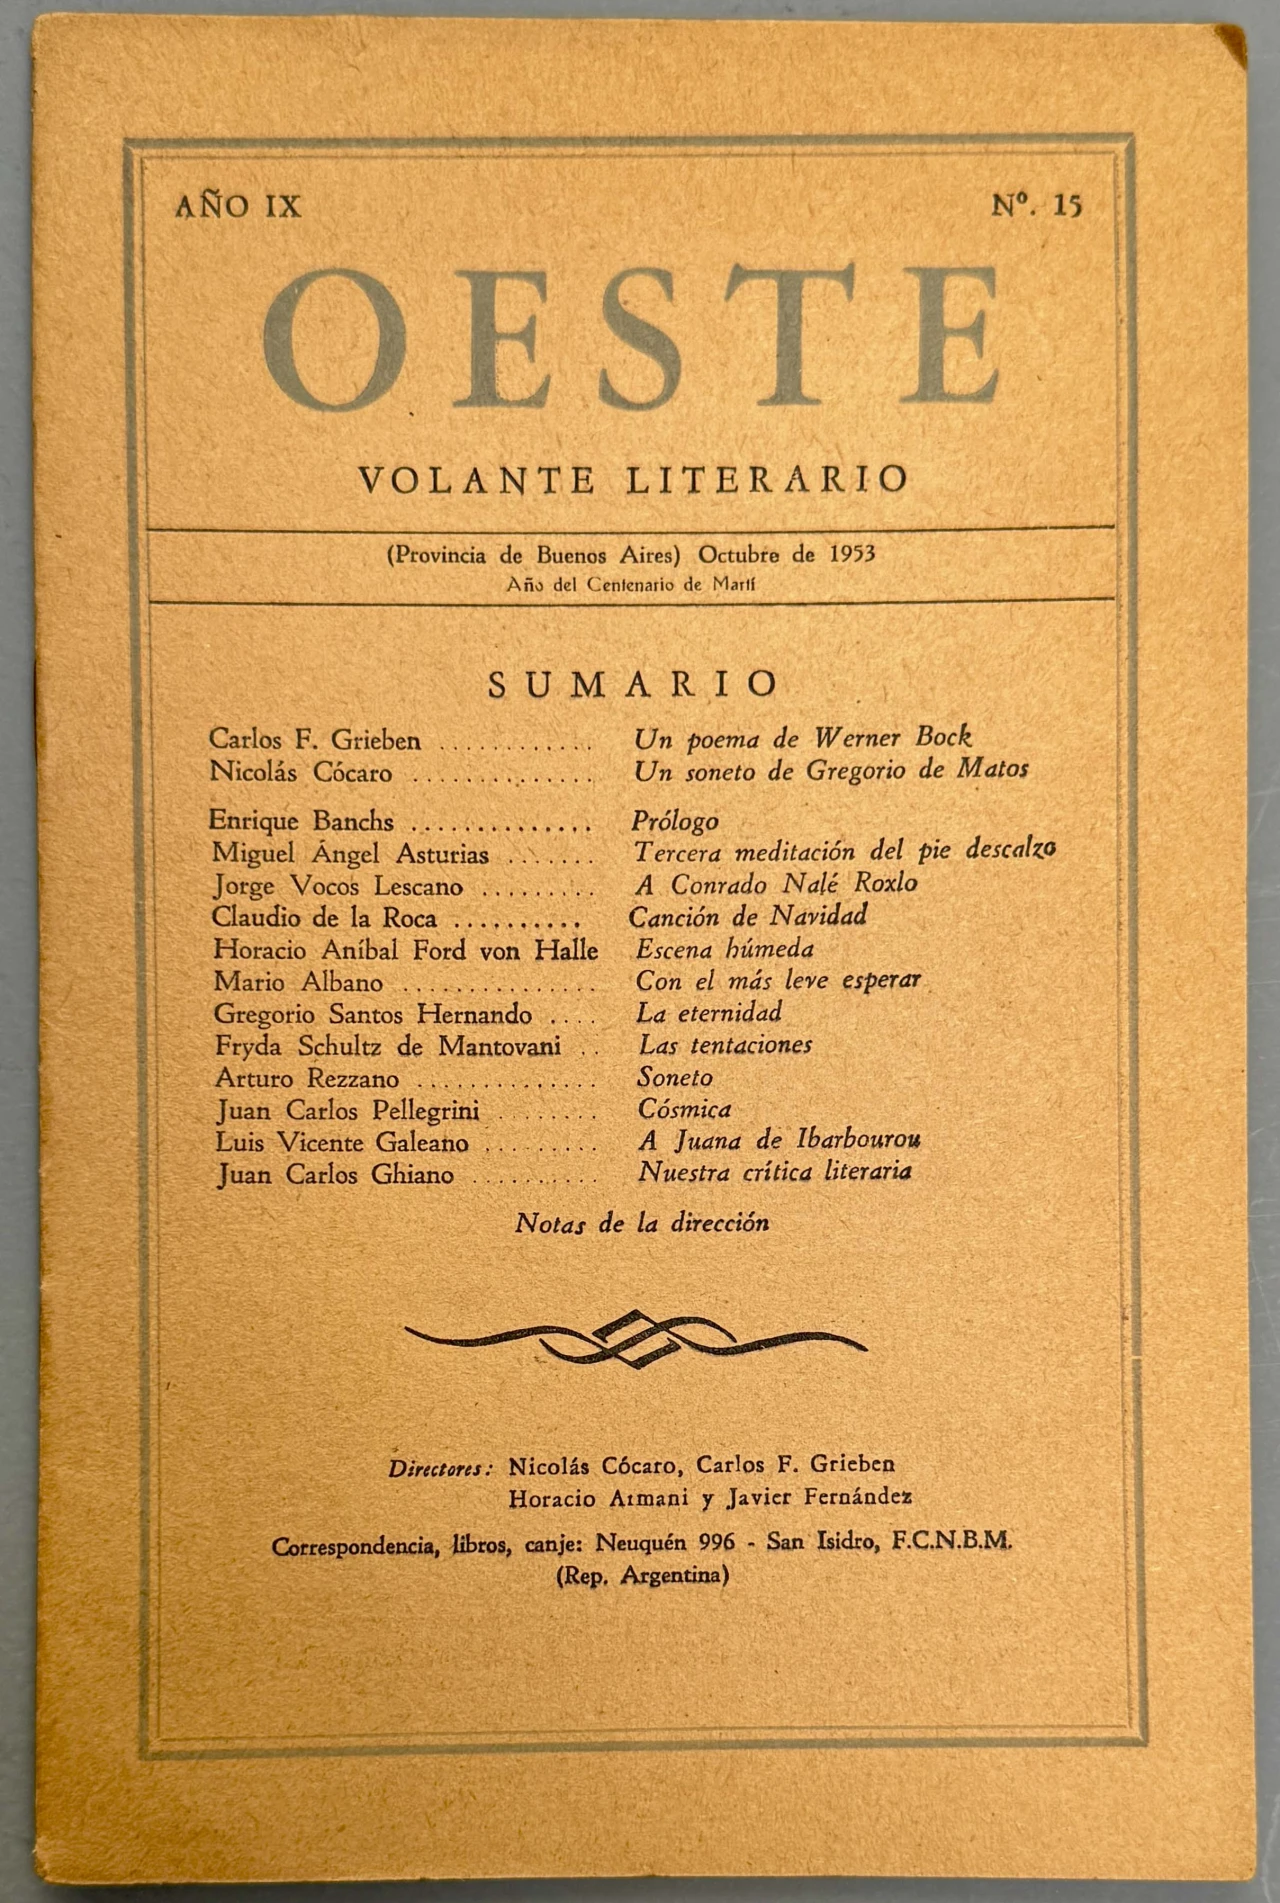 AÑO IX Nº. 15
OESTE
VOLANTE LITERARIO
(Provincia de Buenos Aires) Octubre de 1953
Año del Centenario de Martí
SUMARIO
Carlos F. Grieben ............ Un poema de Werner Bock
Nicolás Cócaro .............. Un soneto de Gregorio de Matos
Enrique Banchs .............. Prólogo
Miguel Ángel Asturias ....... Tercera meditación del pie descalzo
Jorge Vocos Lescano ......... A Conrado Nalé Roxlo
Claudio de la Roca .......... Canción de Navidad
Horacio Aníbal Ford von Halle Escena húmeda
Mario Albano ............... Con el más leve esperar
Gregorio Santos Hernando .... La eternidad
Fryda Schultz de Mantovani .. Las tentaciones
Arturo Rezzano .............. Soneto
Juan Carlos Pellegrini ........ Cósmica
Luis Vicente Galeano ......... A Juana de Ibarbourou
Juan Carlos Ghiano .......... Nuestra crítica literaria
Notas de la dirección
Directores: Nicolás Cócaro, Carlos F. Grieben
Horacio Armani y Javier Fernández
Correspondencia, libros, canje: Neuquén 996 - San Isidro, F.C.N.B.M.
(Rep. Argentina)